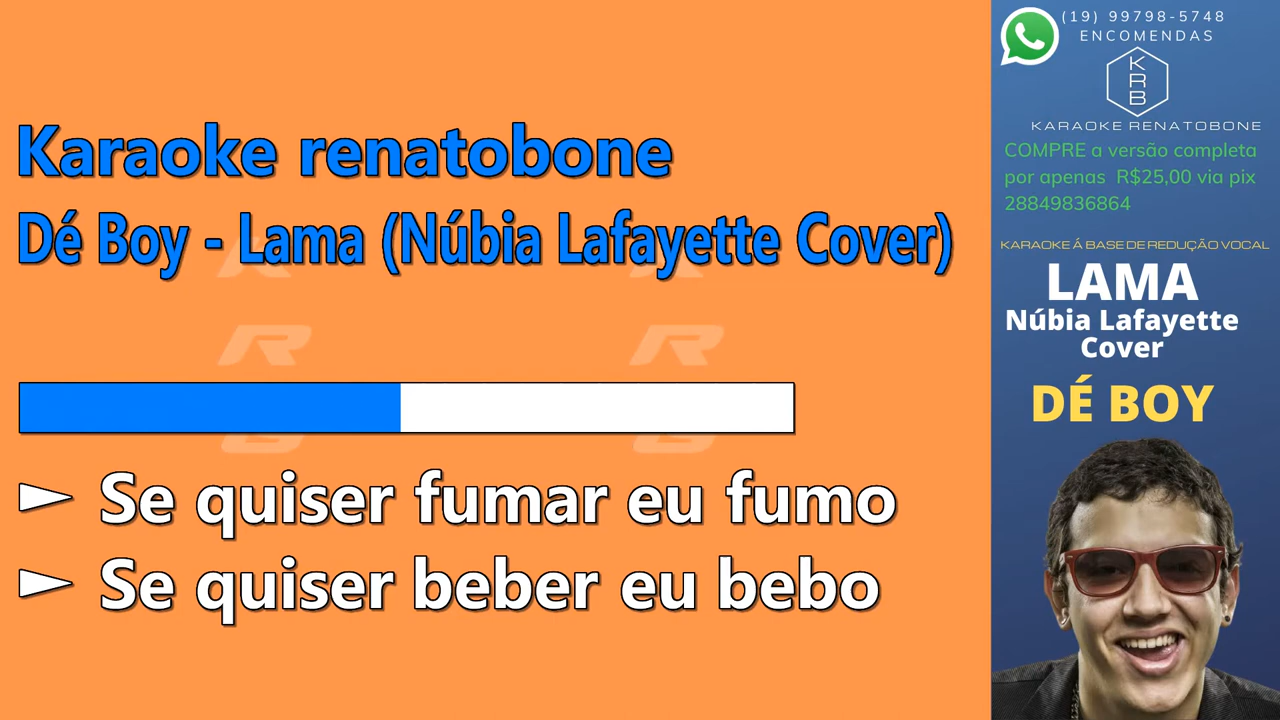 Karaoke renatobone
Dé Boy - Lama (Núbia Lafayette Cover)
► Se quiser fumar eu fumo
► Se quiser beber eu bebo
(19) 99798-5748
ENCOMENDAS
K
R
B
KARAOKE RENATOBONE
COMPRE a versão completa
por apenas R$25,00 via pix
28849836864
KARAOKE Á BASE DE REDUÇÃO VOCAL
LAMA
Núbia Lafayette
Cover
DÉ BOY